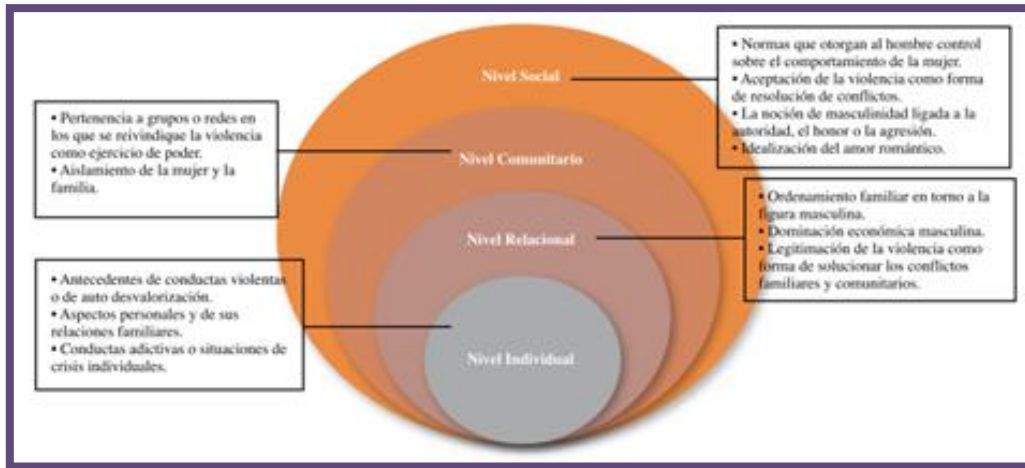 Nivel Social
• Normas que otorgan al hombre control
sobre el comportamiento de la mujer.
• Aceptación de la violencia como forma
de resolución de conflictos.
• La noción de masculinidad ligada a la
autoridad, el honor o la agresión.
• Idealización del amor romántico.
• Pertenencia a grupos o redes en
los que se reivindique la violencia
como ejercicio de poder.
• Aislamiento de la mujer y la
familia.
Nivel Comunitario
Nivel Relacional
• Ordenamiento familiar en torno a la
figura masculina.
• Dominación económica masculina.
• Legitimación de la violencia como
forma de solucionar los conflictos
familiares y comunitarios.
• Antecedentes de conductas violentas
o de auto desvalorización.
• Aspectos personales y de sus
relaciones familiares.
• Conductas adictivas o situaciones de
crisis individuales.
Nivel Individual